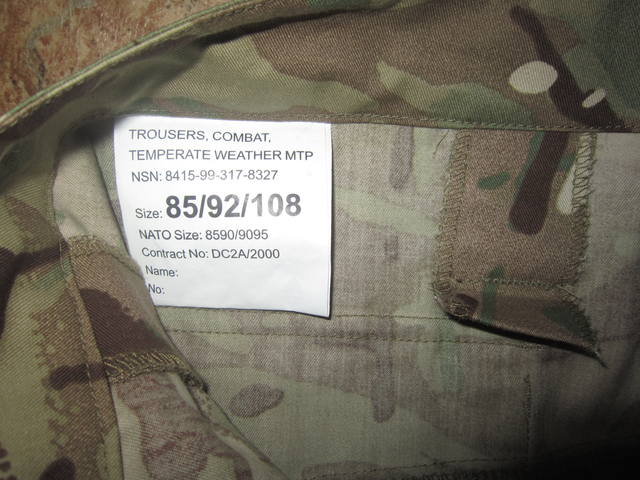 TROUSERS, COMBAT,
TEMPERATE WEATHER MTP
NSN: 8415-99-317-8327
Size: 85/92/108
NATO Size: 8590/9095
Contract No: DC2A/2000
Name:
No: